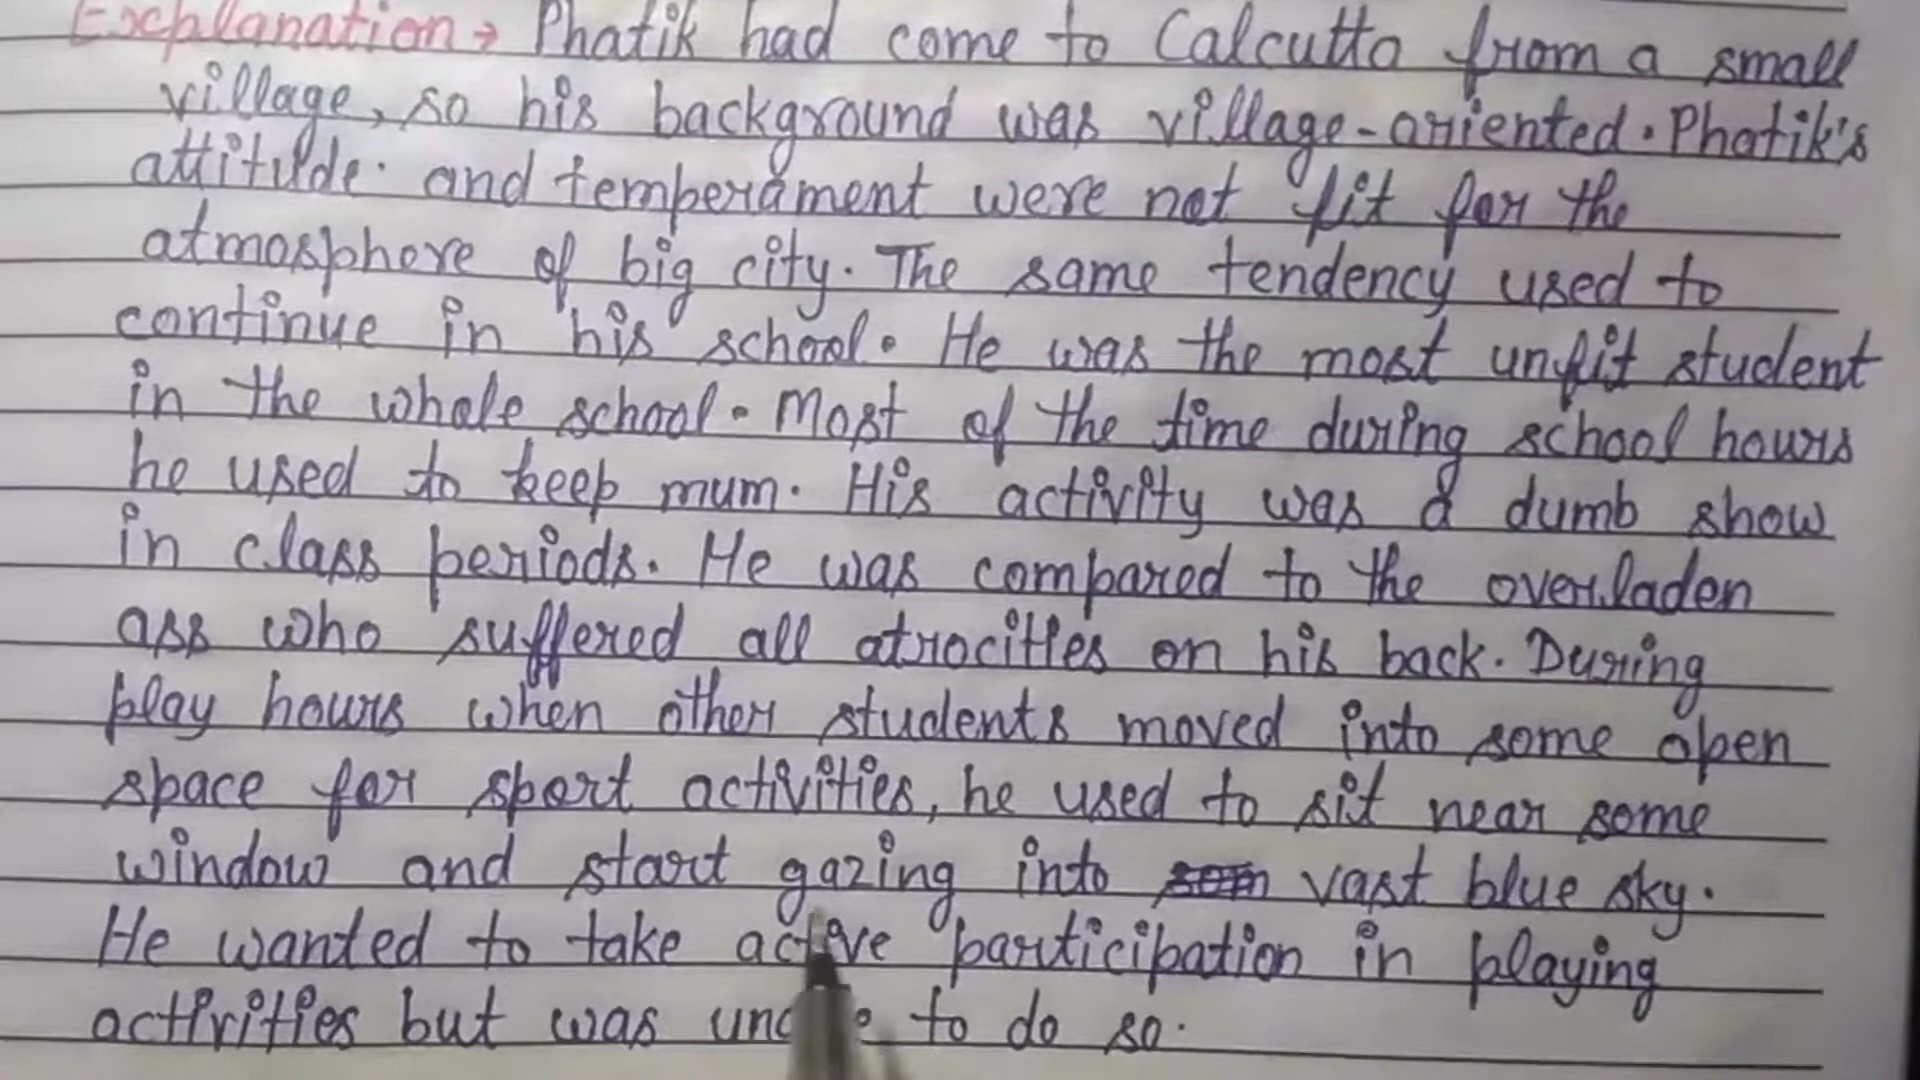 Explanation → Phatik had come to Calcutta from a small
village, so his background was village-oriented. Phatik's
attitude and temperament were not fit for the
atmosphere of big city. The same tendency used to
continue in his school. He was the most unfit student
in the whole school. Most of the time during school hours
he used to keep mum. His activity was a dumb show
in class periods. He was compared to the overladen
ass who suffered all atrocities on his back. During
play hours when other students moved into some open
space for sport activities, he used to sit near some
window and start gazing into vast blue sky.
He wanted to take active participation in playing
activities but was to do so.